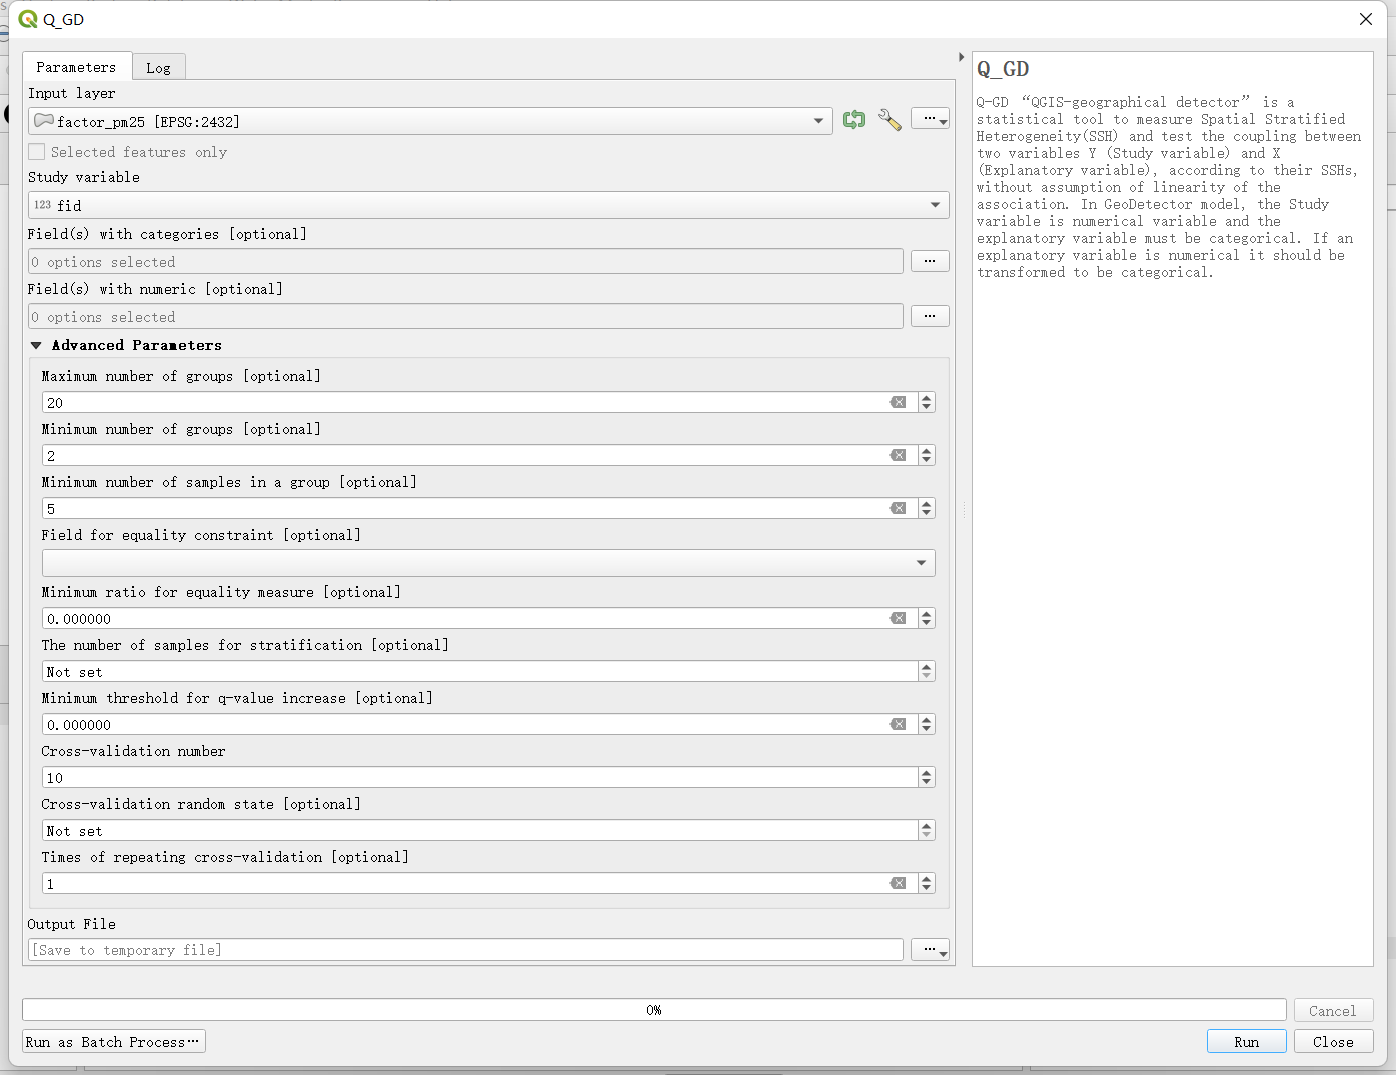 Q_GD
Parameters
Log
Input layer
factor_pm25 [EPSG:2432]
…
Selected features only
Study variable
123 fid
Field(s) with categories [optional]
0 options selected
…
Field(s) with numeric [optional]
0 options selected
…
Advanced Parameters
Maximum number of groups [optional]
20
Minimum number of groups [optional]
2
Minimum number of samples in a group [optional]
5
Field for equality constraint [optional]
Minimum ratio for equality measure [optional]
0.000000
The number of samples for stratification [optional]
Not set
Minimum threshold for q-value increase [optional]
0.000000
Cross-validation number
10
Cross-validation random state [optional]
Not set
Times of repeating cross-validation [optional]
1
Output File
[Save to temporary file]
…
Q_GD
Q-GD “QGIS-geographical detector” is a
statistical tool to measure Spatial Stratified
Heterogeneity(SSH) and test the coupling between
two variables Y (Study variable) and X
(Explanatory variable), according to their SSHs,
without assumption of linearity of the
association. In GeoDetector model, the Study
variable is numerical variable and the
explanatory variable must be categorical. If an
explanatory variable is numerical it should be
transformed to be categorical.
0%
Cancel
Run as Batch Process…
Run
Close